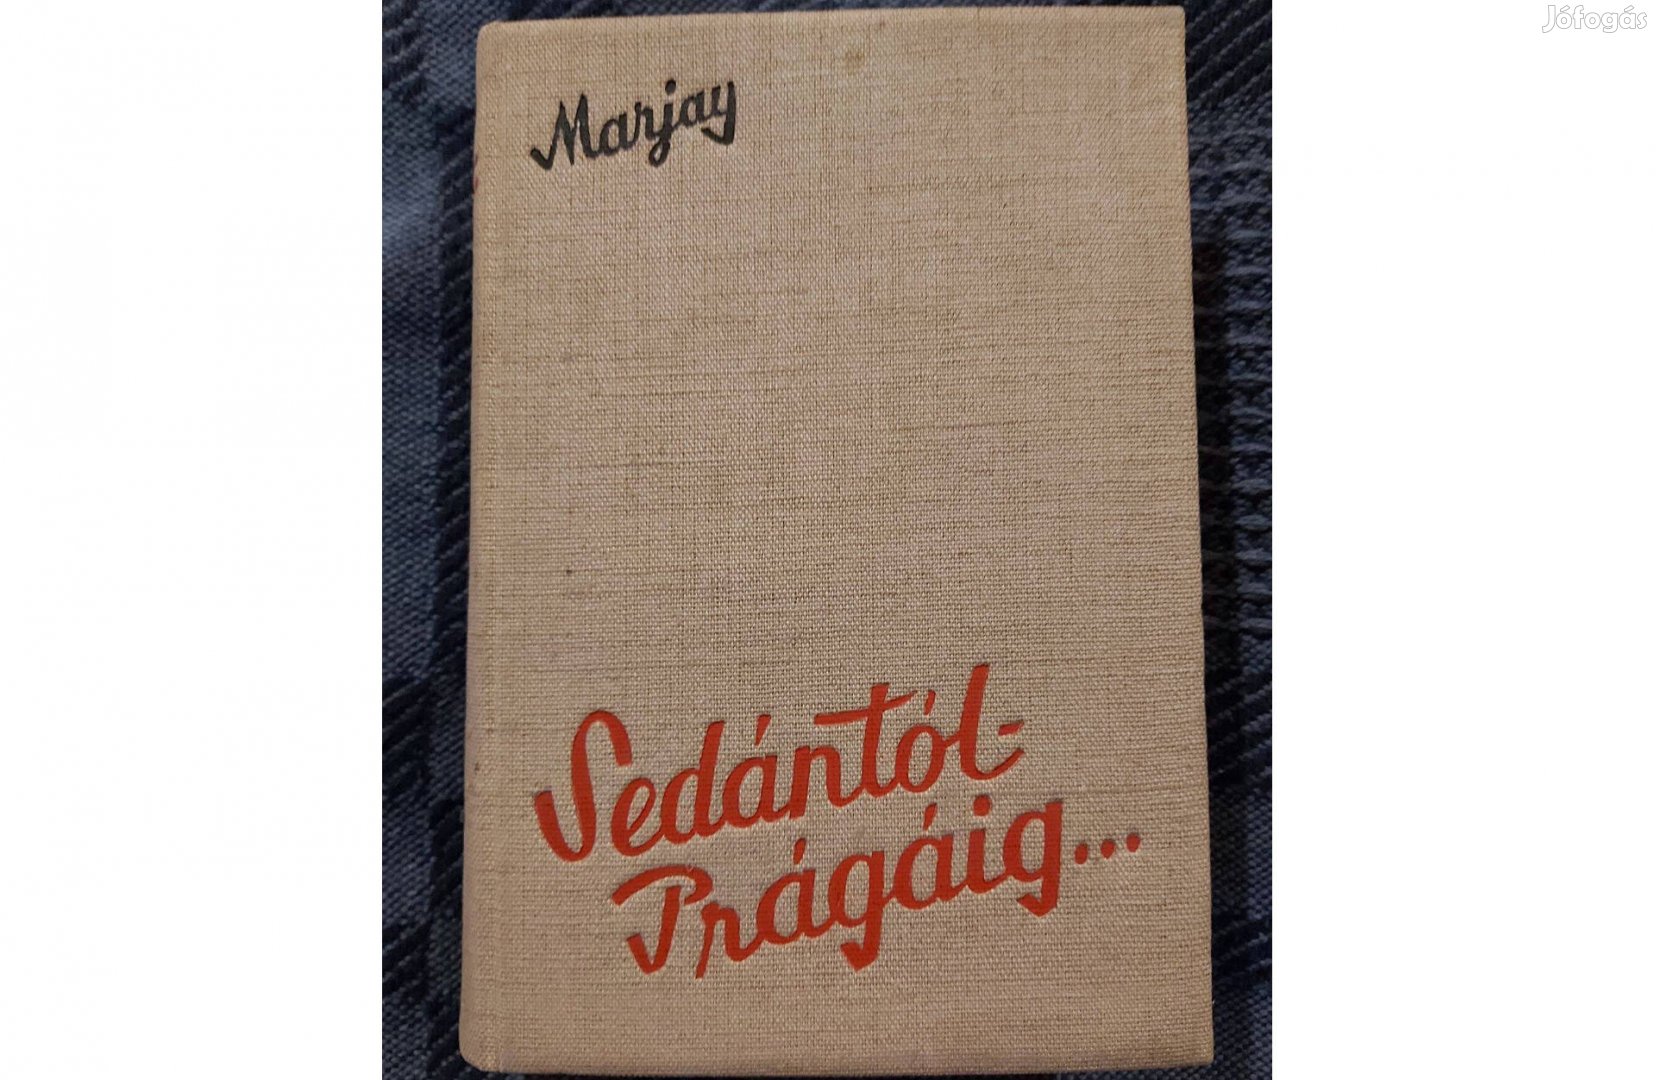 Jófogás
Marjay
Sedántól-
Prágáig...